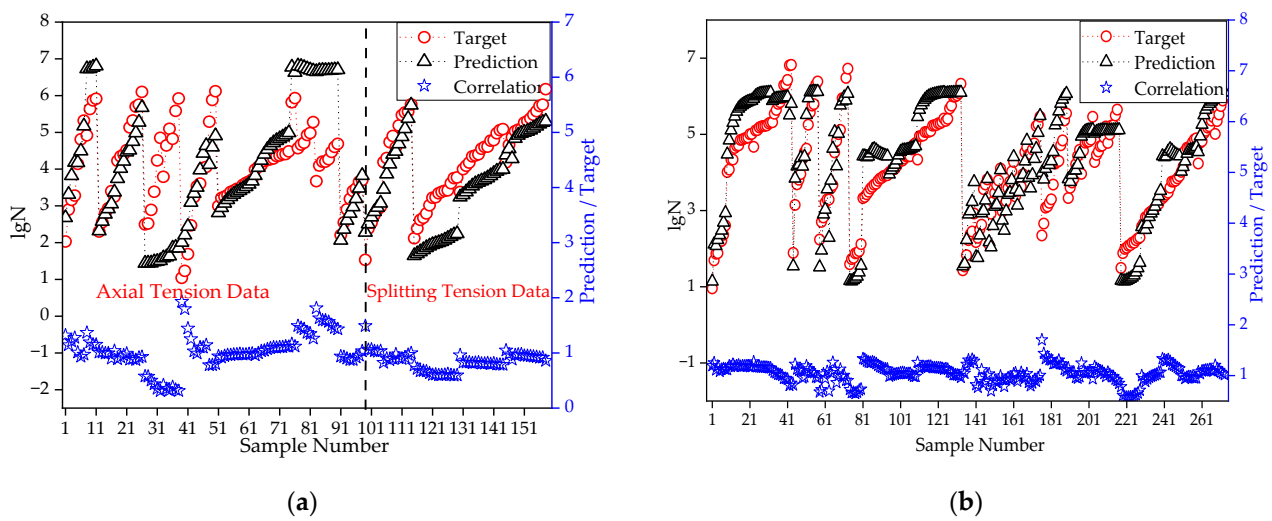 8
7
6
5
4
3
2
1
0
−1
−2
lgN
Target
Prediction
Correlation
Axial Tension Data
Splitting Tension Data
7
6
5
4
3
2
1
0
Prediction / Target
1 11 21 31 41 51 61 71 81 91 101 111 121 131 141 151
Sample Number
(a)
7
5
3
1
−1
lgN
Target
Prediction
Correlation
8
7
6
5
4
3
2
1
Prediction / Target
1 21 41 61 81 101 121 141 161 181 201 221 241 261
Sample Number
(b)